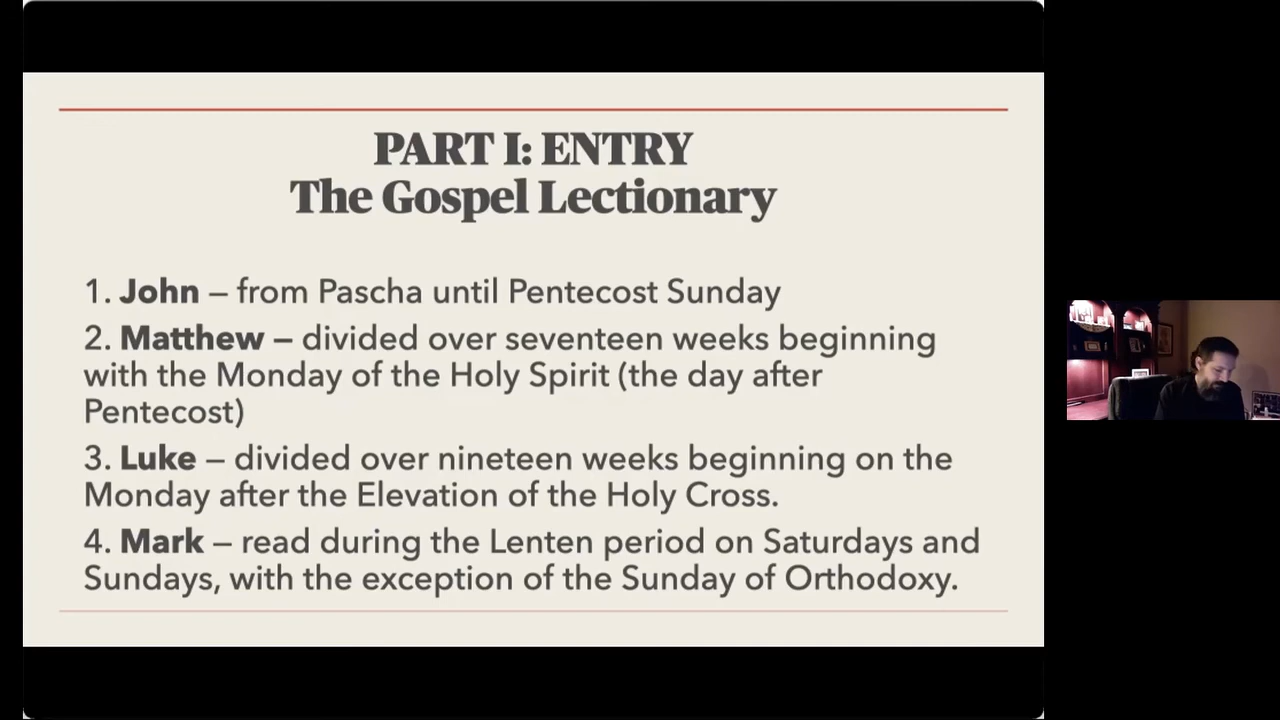 PART I: ENTRY
The Gospel Lectionary
1. John – from Pascha until Pentecost Sunday
2. Matthew – divided over seventeen weeks beginning
with the Monday of the Holy Spirit (the day after
Pentecost)
3. Luke – divided over nineteen weeks beginning on the
Monday after the Elevation of the Holy Cross.
4. Mark – read during the Lenten period on Saturdays and
Sundays, with the exception of the Sunday of Orthodoxy.